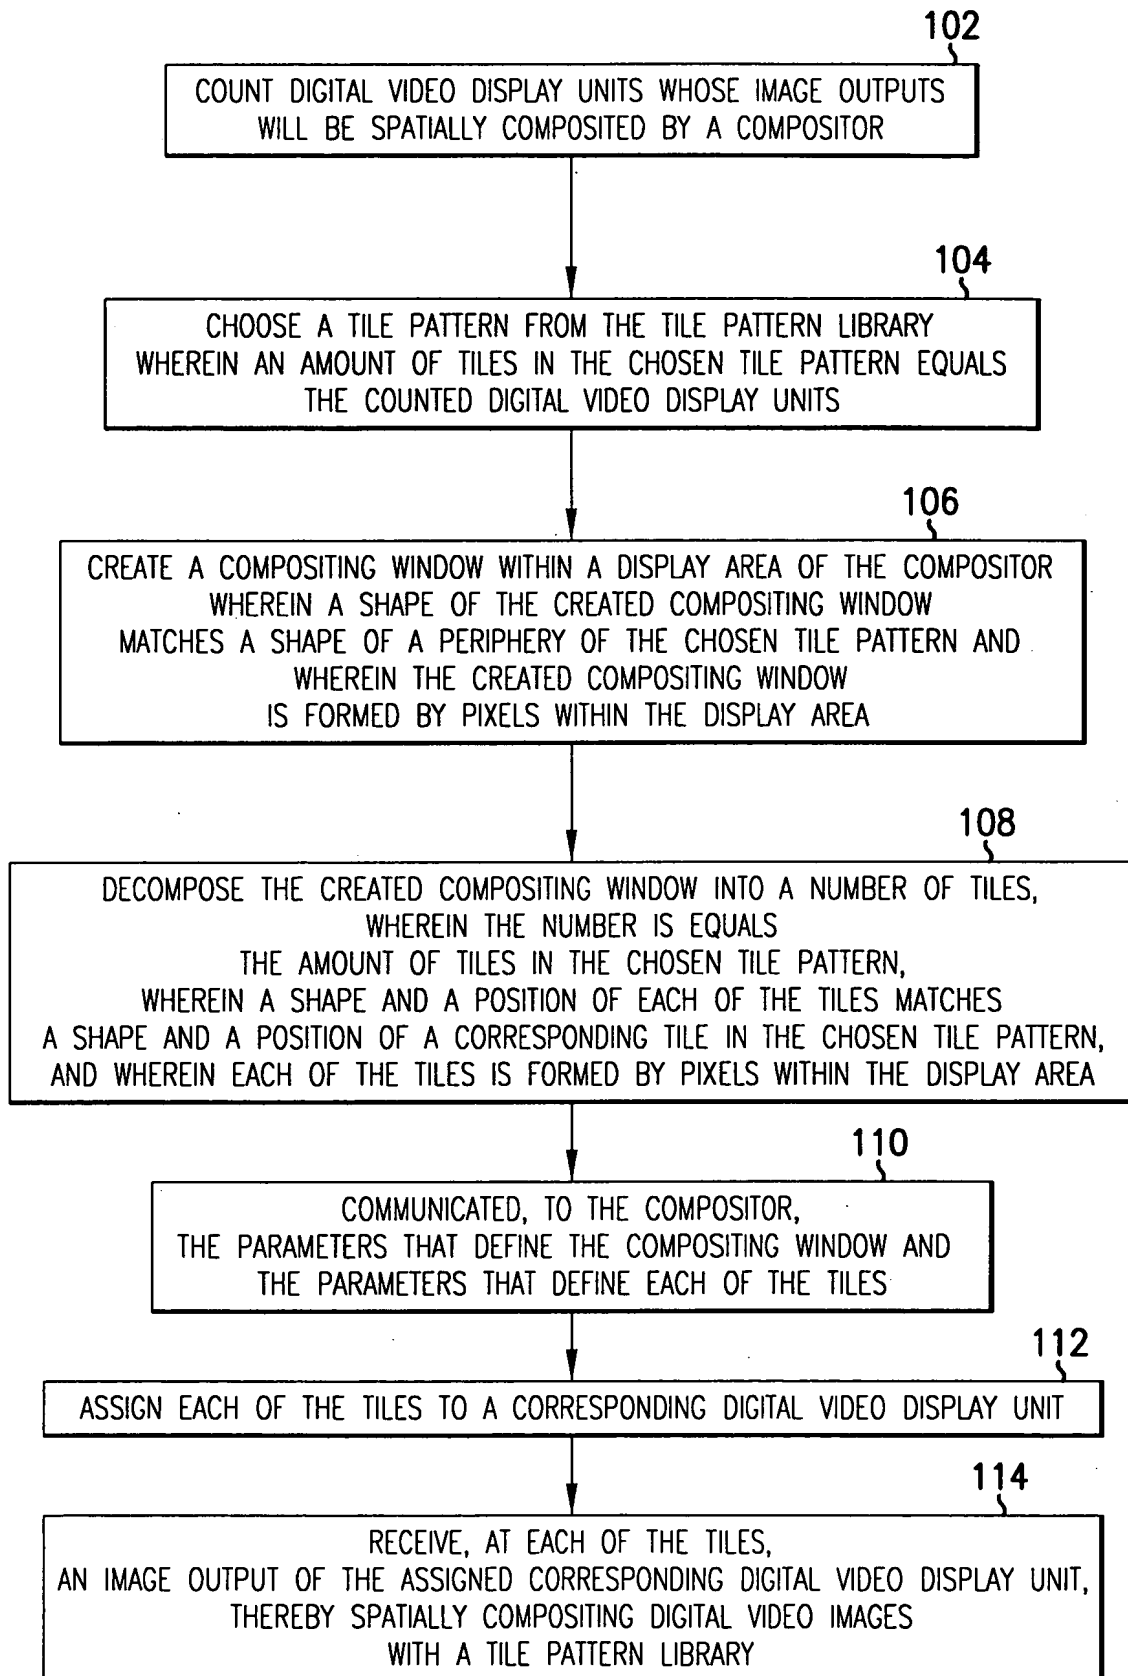 102
COUNT DIGITAL VIDEO DISPLAY UNITS WHOSE IMAGE OUTPUTS
WILL BE SPATIALLY COMPOSITED BY A COMPOSITOR
104
CHOOSE A TILE PATTERN FROM THE TILE PATTERN LIBRARY
WHEREIN AN AMOUNT OF TILES IN THE CHOSEN TILE PATTERN EQUALS
THE COUNTED DIGITAL VIDEO DISPLAY UNITS
106
CREATE A COMPOSITING WINDOW WITHIN A DISPLAY AREA OF THE COMPOSITOR
WHEREIN A SHAPE OF THE CREATED COMPOSITING WINDOW
MATCHES A SHAPE OF A PERIPHERY OF THE CHOSEN TILE PATTERN AND
WHEREIN THE CREATED COMPOSITING WINDOW
IS FORMED BY PIXELS WITHIN THE DISPLAY AREA
108
DECOMPOSE THE CREATED COMPOSITING WINDOW INTO A NUMBER OF TILES,
WHEREIN THE NUMBER IS EQUALS
THE AMOUNT OF TILES IN THE CHOSEN TILE PATTERN,
WHEREIN A SHAPE AND A POSITION OF EACH OF THE TILES MATCHES
A SHAPE AND A POSITION OF A CORRESPONDING TILE IN THE CHOSEN TILE PATTERN,
AND WHEREIN EACH OF THE TILES IS FORMED BY PIXELS WITHIN THE DISPLAY AREA
110
COMMUNICATED, TO THE COMPOSITOR,
THE PARAMETERS THAT DEFINE THE COMPOSITING WINDOW AND
THE PARAMETERS THAT DEFINE EACH OF THE TILES
112
ASSIGN EACH OF THE TILES TO A CORRESPONDING DIGITAL VIDEO DISPLAY UNIT
114
RECEIVE, AT EACH OF THE TILES,
AN IMAGE OUTPUT OF THE ASSIGNED CORRESPONDING DIGITAL VIDEO DISPLAY UNIT,
THEREBY SPATIALLY COMPOSITING DIGITAL VIDEO IMAGES
WITH A TILE PATTERN LIBRARY